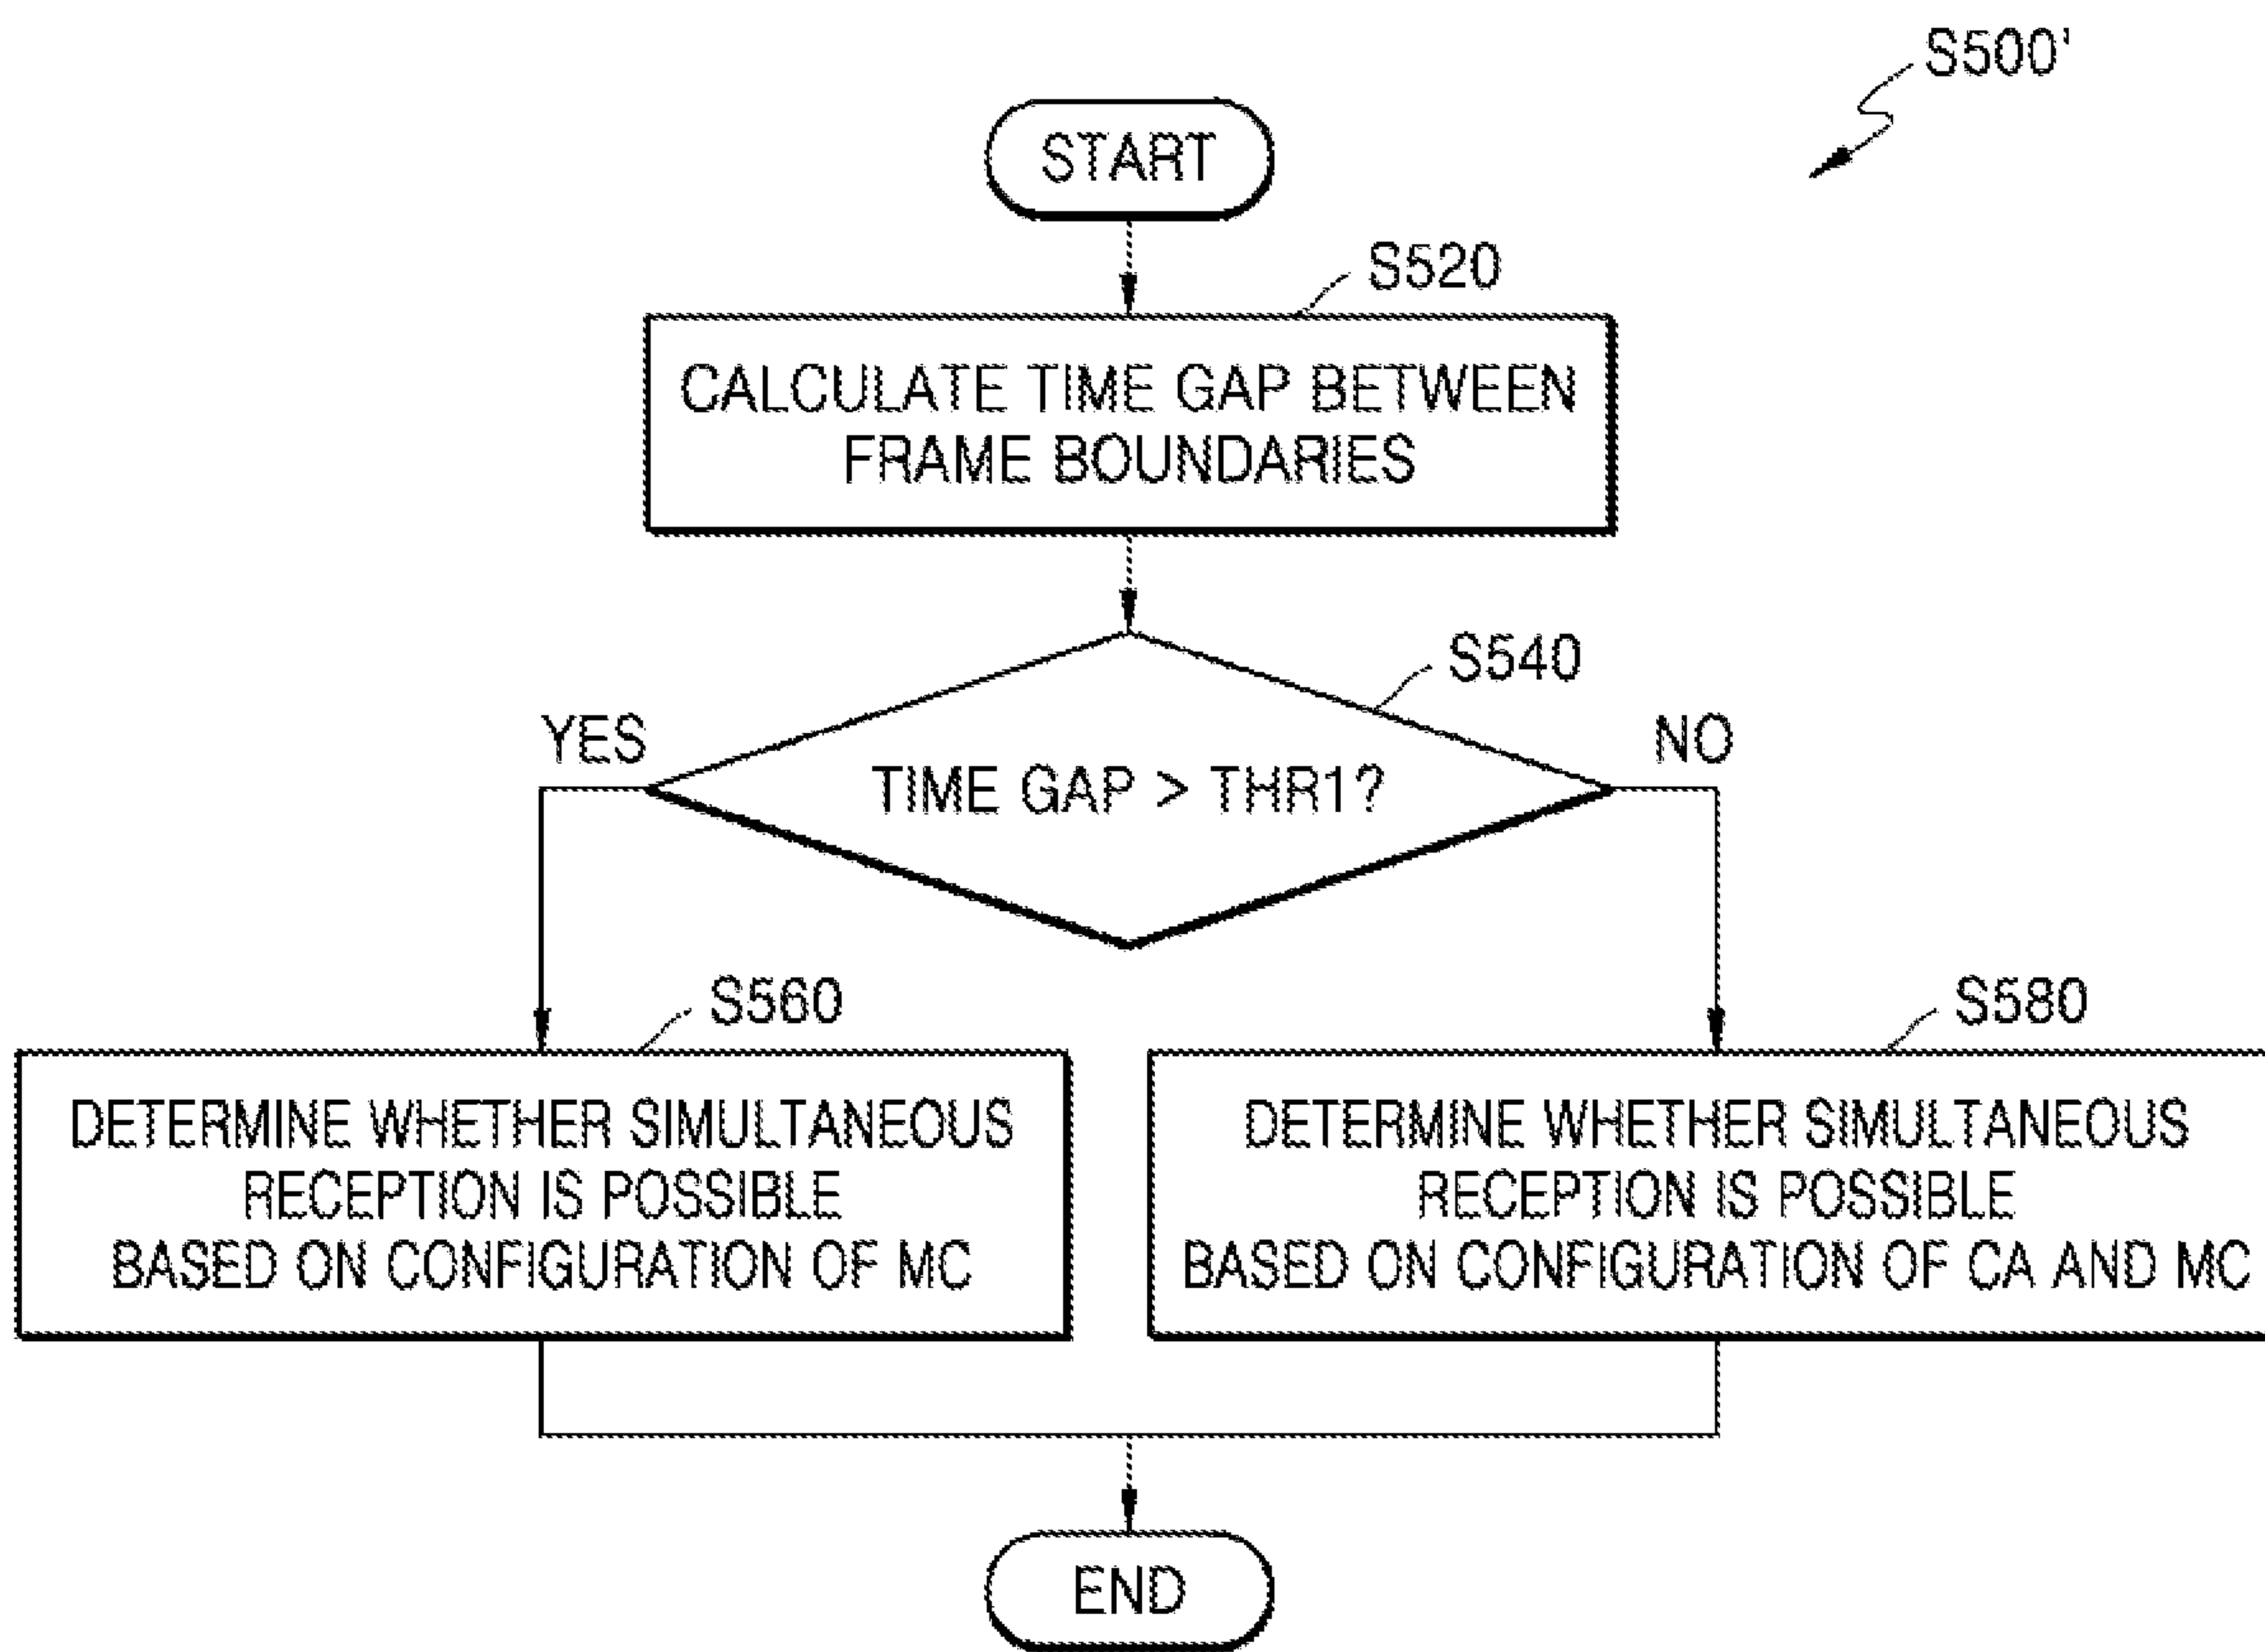 S500'
START
S520
CALCULATE TIME GAP BETWEEN
FRAME BOUNDARIES
S540
YES
NO
TIME GAP > THR1?
S560
DETERMINE WHETHER SIMULTANEOUS
RECEPTION IS POSSIBLE
BASED ON CONFIGURATION OF MC
S580
DETERMINE WHETHER SIMULTANEOUS
RECEPTION IS POSSIBLE
BASED ON CONFIGURATION OF CA AND MC
END